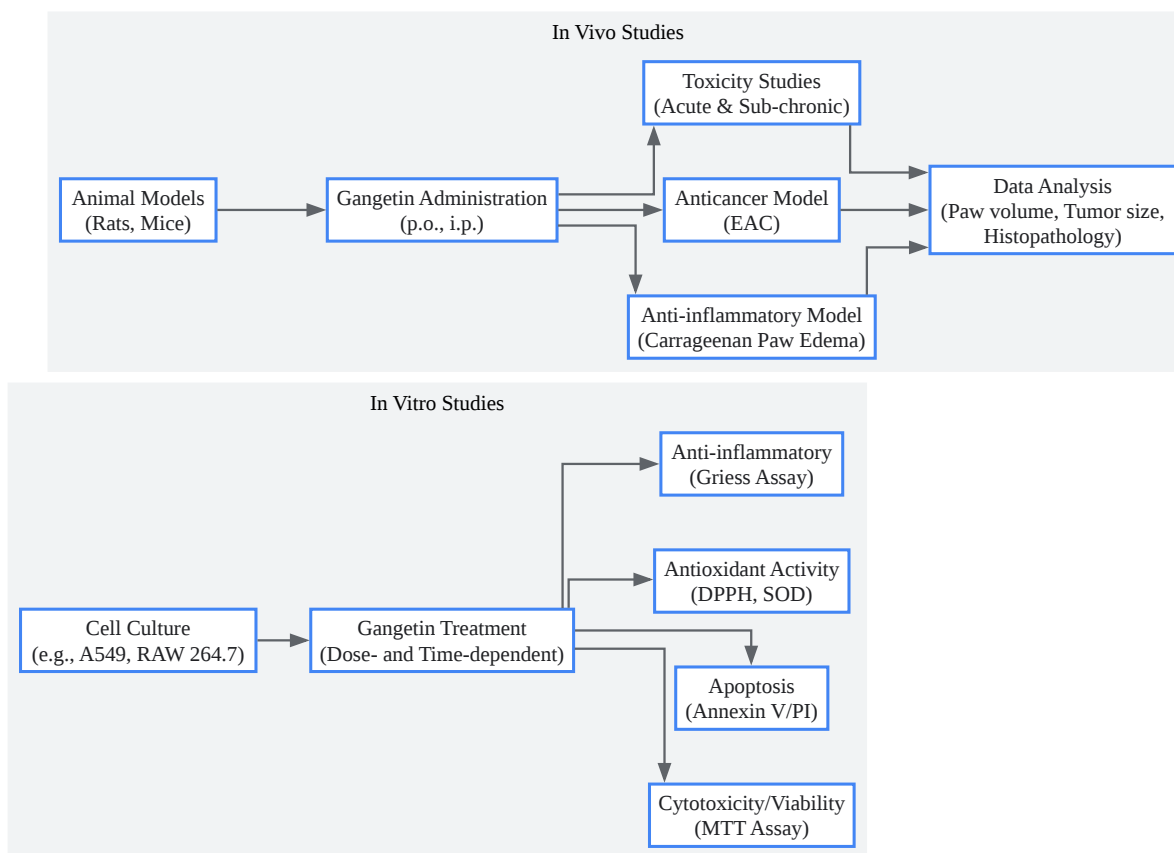 In Vivo Studies
Toxicity Studies
(Acute & Sub-chronic)
Animal Models
(Rats, Mice)
Gangetin Administration
(p.o., i.p.)
Anticancer Model
(EAC)
Data Analysis
(Paw volume, Tumor size,
Histopathology)
Anti-inflammatory Model
(Carrageenan Paw Edema)
In Vitro Studies
Anti-inflammatory
(Griess Assay)
Antioxidant Activity
(DPPH, SOD)
Cell Culture
(e.g., A549, RAW 264.7)
Gangetin Treatment
(Dose- and Time-dependent)
Apoptosis
(Annexin V/PI)
Cytotoxicity/Viability
(MTT Assay)